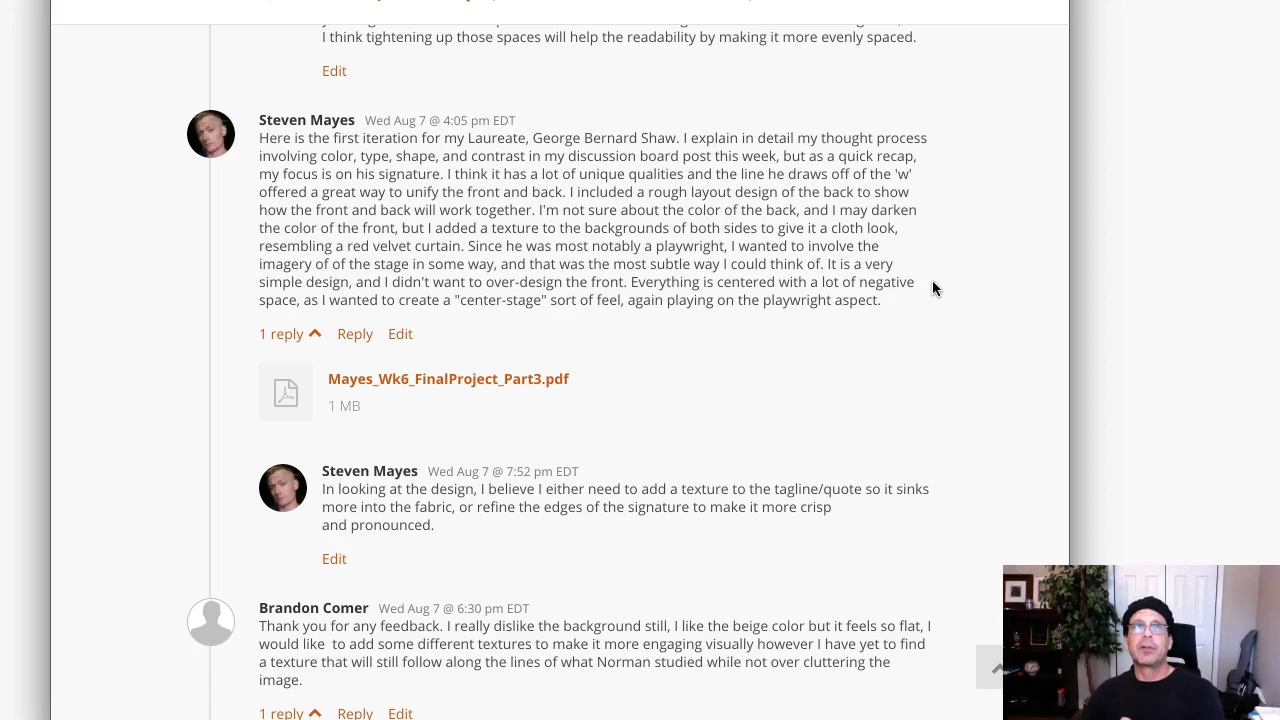 I think tightening up those spaces will help the readability by making it more evenly spaced.
Edit
Steven Mayes Wed Aug 7 @ 4:05 pm EDT
Here is the first iteration for my Laureate, George Bernard Shaw. I explain in detail my thought process
involving color, type, shape, and contrast in my discussion board post this week, but as a quick recap,
my focus is on his signature. I think it has a lot of unique qualities and the line he draws off of the 'w'
offered a great way to unify the front and back. I included a rough layout design of the back to show
how the front and back will work together. I'm not sure about the color of the back, and I may darken
the color of the front, but I added a texture to the backgrounds of both sides to give it a cloth look,
resembling a red velvet curtain. Since he was most notably a playwright, I wanted to involve the
imagery of of the stage in some way, and that was the most subtle way I could think of. It is a very
simple design, and I didn't want to over-design the front. Everything is centered with a lot of negative
space, as I wanted to create a "center-stage" sort of feel, again playing on the playwright aspect.
1 reply Reply Edit
Mayes_Wk6_FinalProject_Part3.pdf
1 MB
Steven Mayes Wed Aug 7 @ 7:52 pm EDT
In looking at the design, I believe I either need to add a texture to the tagline/quote so it sinks
more into the fabric, or refine the edges of the signature to make it more crisp
and pronounced.
Edit
Brandon Comer Wed Aug 7 @ 6:30 pm EDT
Thank you for any feedback. I really dislike the background still, I like the beige color but it feels so flat, I
would like to add some different textures to make it more engaging visually however I have yet to find
a texture that will still follow along the lines of what Norman studied while not over cluttering the
image.
1 reply Reply Edit